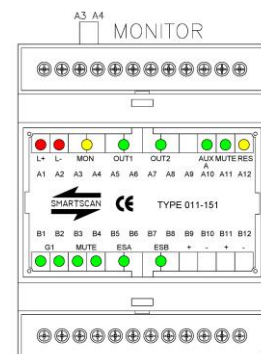 A3 A4
MONITOR
L+ L- MON OUT1 OUT2 AUX A MUTE RES
A1 A2 A3 A4 A5 A6 A7 A8 A9 A10 A11 A12
SMARTSCAN CE TYPE 011-151
B1 B2 B3 B4 B5 B6 B7 B8 B9 B10 B11 B12
G1 MUTE ESA ESB + - + -